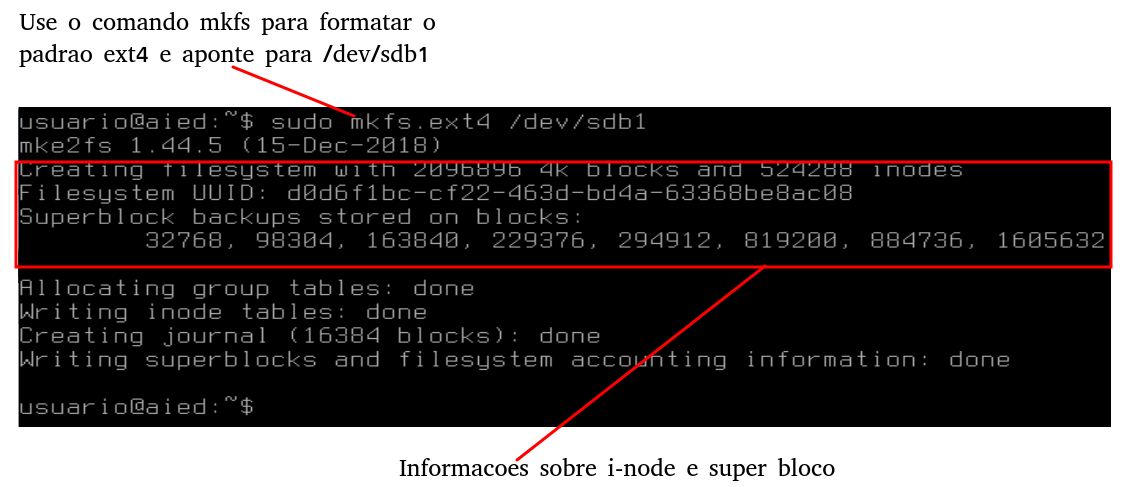 Use o comando mkfs para formatar o
padrao ext4 e aponte para /dev/sdb1
usuario@aied:~$ sudo mkfs.ext4 /dev/sdb1
mke2fs 1.44.5 (15-Dec-2018)
Creating filesystem with 2096896 4k blocks and 524288 inodes
Filesystem UUID: d0d6f1bc-cf22-463d-bd4a-63368be8ac08
Superblock backups stored on blocks:
32768, 98304, 163840, 229376, 294912, 819200, 884736, 1605632
Allocating group tables: done
Writing inode tables: done
Creating journal (16384 blocks): done
Writing superblocks and filesystem accounting information: done
usuario@aied:~$
Informacoes sobre i-node e super bloco